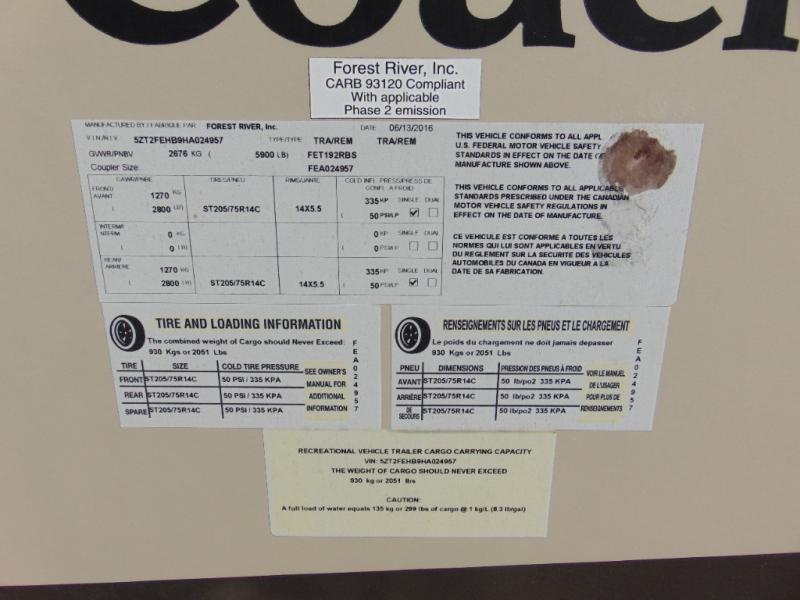 Forest River, Inc.
CARB 93120 Compliant
With applicable
Phase 2 emission
MANUFACTURED BY / FABRIQUE PAR FOREST RIVER, Inc. DATE 06/13/2016
V.I.N./N.I.V. 5ZT2FEHB9HA024957 TYPE/TYPE TRA/REM TRA/REM
GVWR/PNBV 2676 KG ( 5900 LB) FET192RBS
Coupler Size: FEA024957
GAWR/PNBE TIRES/PNEU RIMS/JANTE COLD INFL PRESS/PRESS DE GONFL A FROID
FRONT/ AVANT 1270 KG 335 KP SINGLE DUAL
( 2800 LB) ST205/75R14C 14X5.5 ( 50 PSI/LP
INTERM/ INTERM 0 KG 0 KP SINGLE DUAL
( 0 LB) ( 0 PSI/LP
REAR/ ARRIÈRE 1270 KG 335 KP SINGLE DUAL
( 2800 LB) ST205/75R14C 14X5.5 ( 50 PSI/LP
THIS VEHICLE CONFORMS TO ALL APPL
U.S. FEDERAL MOTOR VEHICLE SAFETY
STANDARDS IN EFFECT ON THE DATE
MANUFACTURE SHOWN ABOVE.
THIS VEHICLE CONFORMS TO ALL APPLICABLE
STANDARDS PRESCRIBED UNDER THE CANADIAN
MOTOR VEHICLE SAFETY REGULATIONS IN
EFFECT ON THE DATE OF MANUFACTURE.
CE VEHICULE EST CONFORME A TOUTES LES
NORMES QUI LUI SONT APPLICABLES EN VERTU
DU REGLEMENT SUR LA SECURITE DES VEHICULES
AUTOMOBILES DU CANADA EN VIGUEUR A LA
DATE DE SA FABRICATION.
TIRE AND LOADING INFORMATION
The combined weight of Cargo should Never Exceed:
930 Kgs or 2051 Lbs
TIRE SIZE COLD TIRE PRESSURE
FRONT ST205/75R14C 50 PSI / 335 KPA
REAR ST205/75R14C 50 PSI / 335 KPA
SPARE ST205/75R14C 50 PSI / 335 KPA
SEE OWNER'S
MANUAL FOR
ADDITIONAL
INFORMATION
FEA024957
RENSEIGNEMENTS SUR LES PNEUS ET LE CHARGEMENT
Le poids du chargement ne doit jamais depasser
930 Kgs or 2051 Lbs
PNEU DIMENSIONS PRESSION DES PNEUS À FROID
AVANT ST205/75R14C 50 lb/po2 335 KPA
ARRIÈRE ST205/75R14C 50 lb/po2 335 KPA
DE SECOURS ST205/75R14C 50 lb/po2 335 KPA
VOIR LE MANUEL
DE L'USAGER
POUR PLUS DE
RENSEIGNEMENTS
FEA024957
RECREATIONAL VEHICLE TRAILER CARGO CARRYING CAPACITY
VIN: 5ZT2FEHB9HA024957
THE WEIGHT OF CARGO SHOULD NEVER EXCEED
930 kg or 2051 lbs
CAUTION:
A full load of water equals 135 kg or 299 lbs of cargo @ 1 kg/L (8.3 lb/gal)